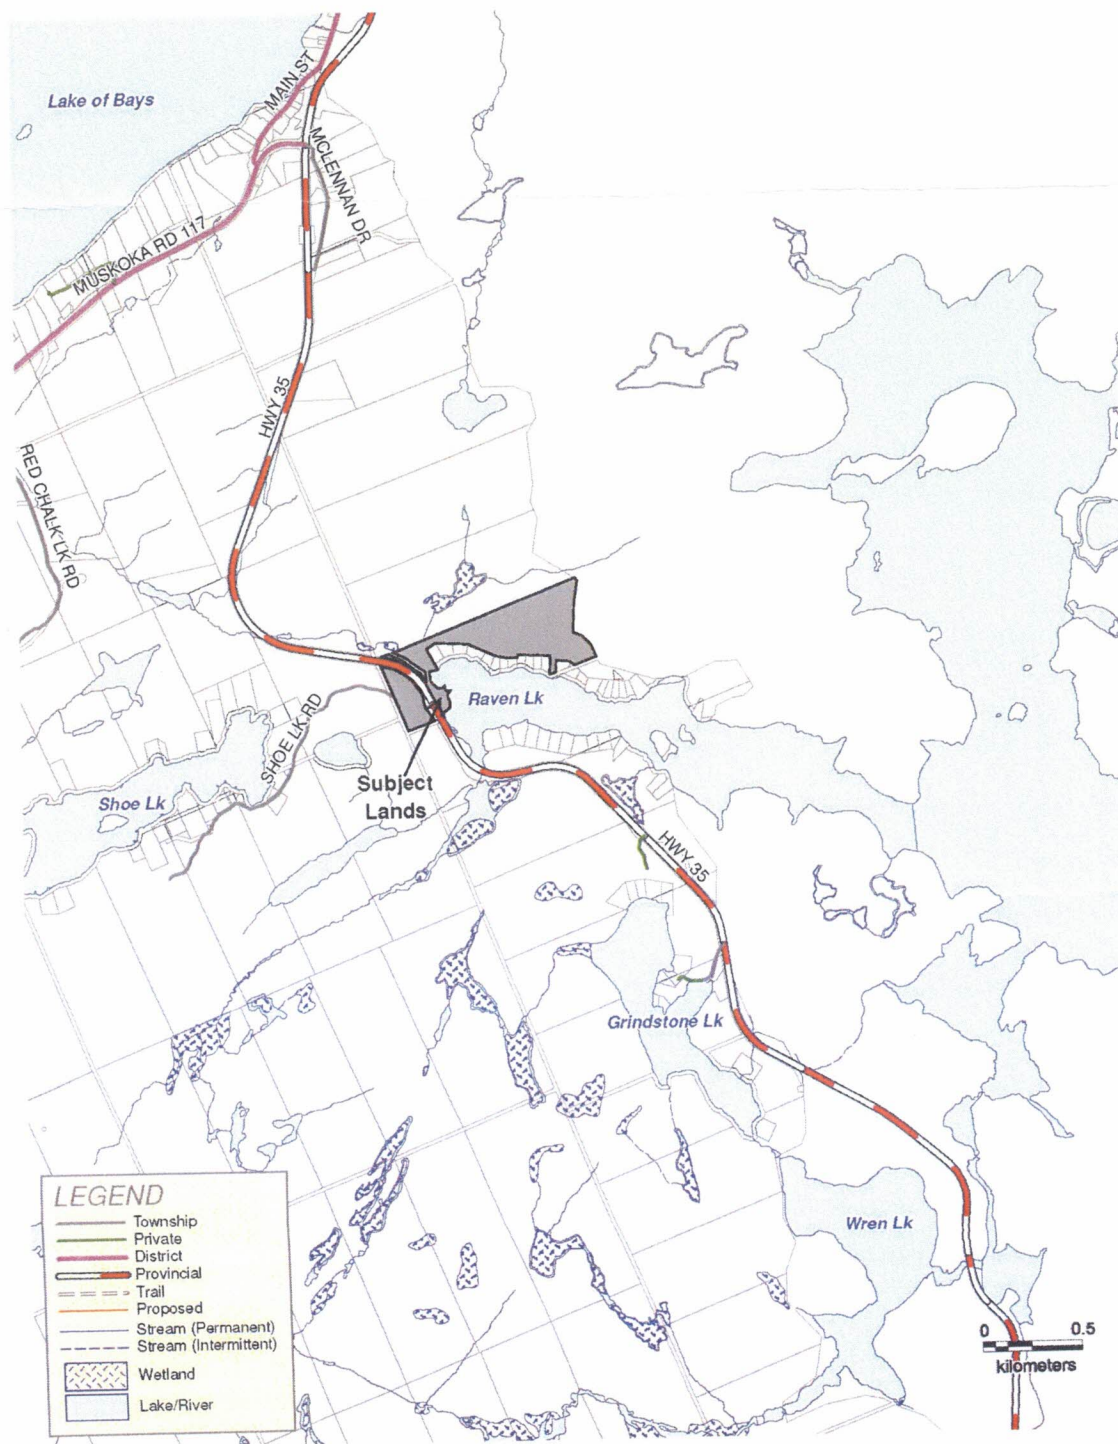 Lake of Bays
MAIN ST
MCLENNAN DR
MUSKOKA RD 117
HWY 35
RED CHALK LK RD
Raven Lk
SHOE LK RD
Subject
Lands
Shoe Lk
HWY 35
Grindstone Lk
Wren Lk
LEGEND
Township
Private
District
Provincial
Trail
Proposed
Stream (Permanent)
Stream (Intermittent)
Wetland
Lake/River
0 0.5
kilometers